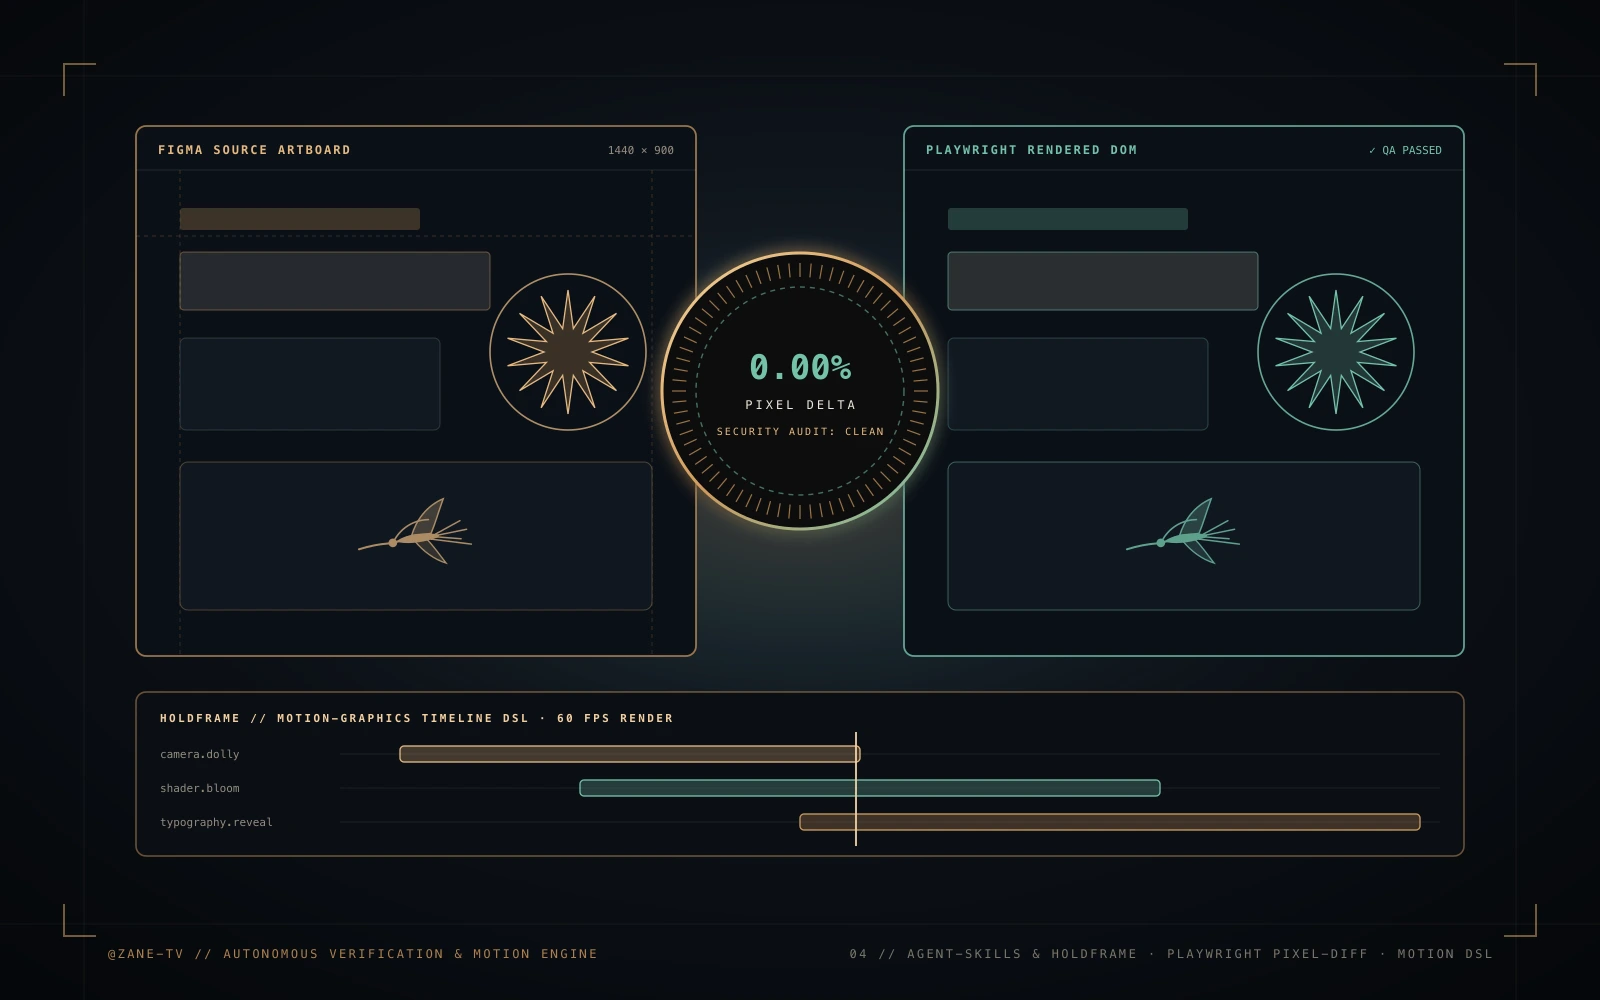 FIGMA SOURCE ARTBOARD
1440 × 900
PLAYWRIGHT RENDERED DOM
✓ QA PASSED
0.00%
PIXEL DELTA
SECURITY AUDIT: CLEAN
HOLDFRAME // MOTION-GRAPHICS TIMELINE DSL · 60 FPS RENDER
camera.dolly
shader.bloom
typography.reveal
@ZANE-TV // AUTONOMOUS VERIFICATION & MOTION ENGINE
04 // AGENT-SKILLS & HOLDFRAME · PLAYWRIGHT PIXEL-DIFF · MOTION DSL